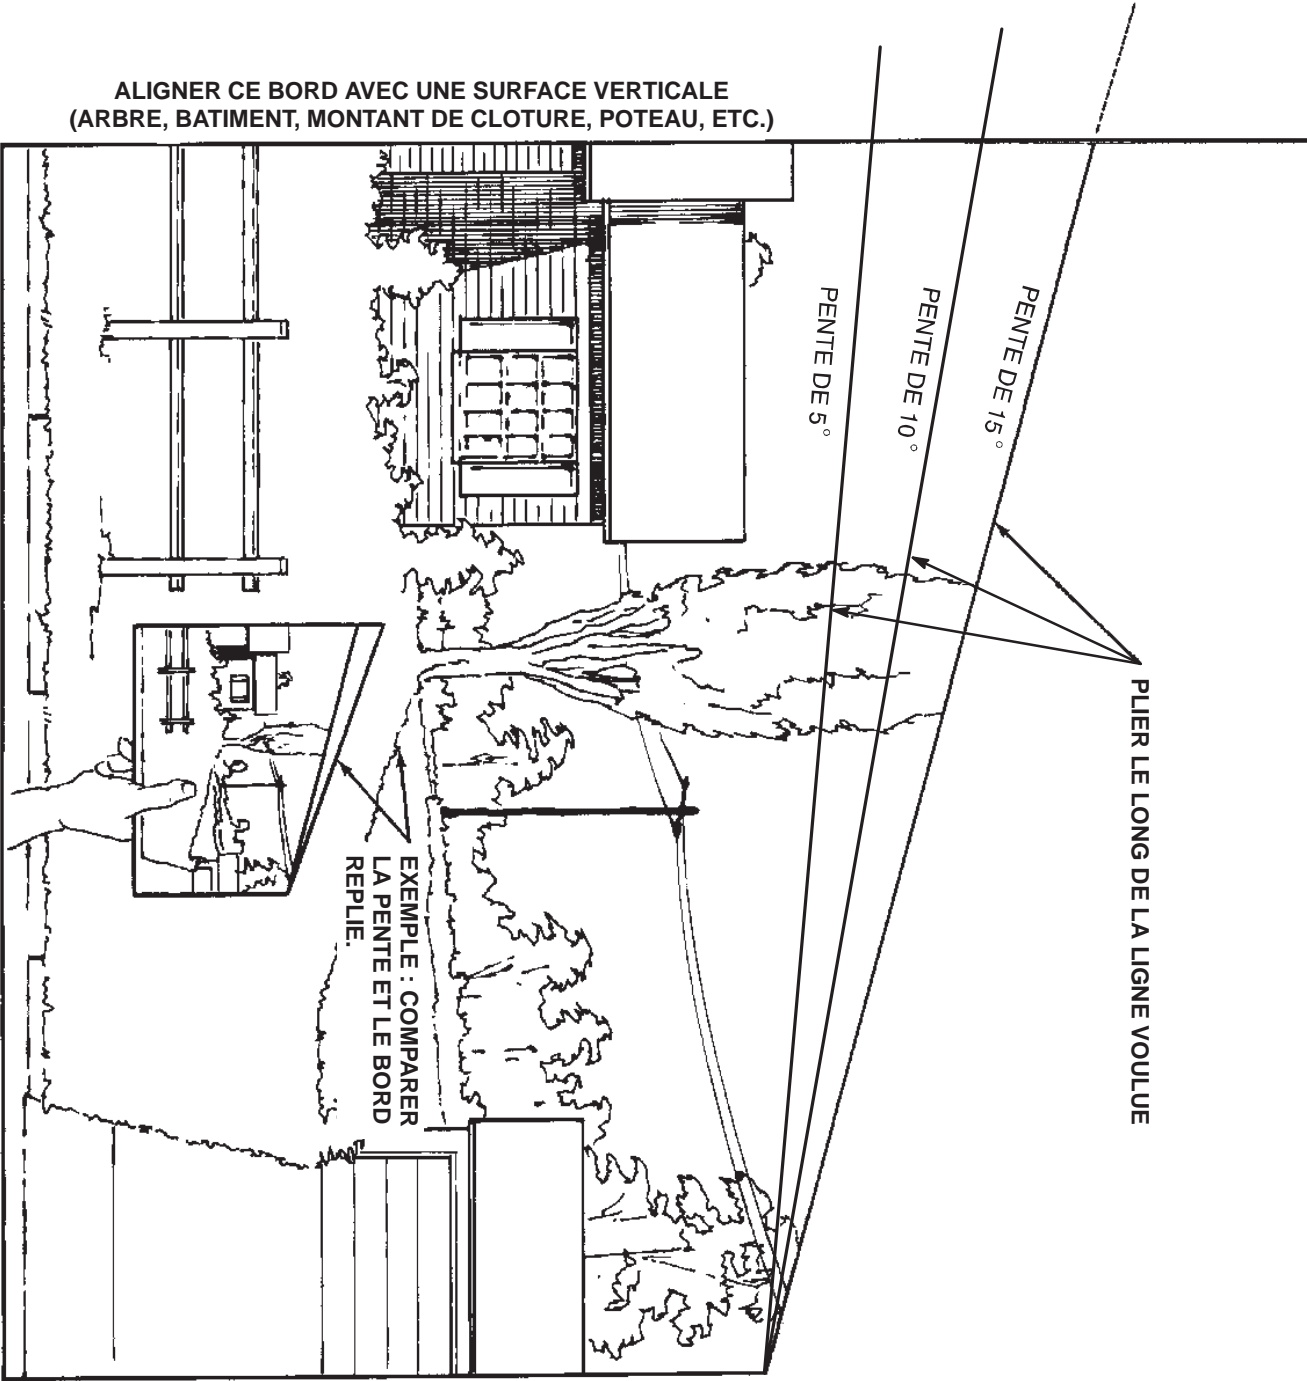 ALIGNER CE BORD AVEC UNE SURFACE VERTICALE
(ARBRE, BATIMENT, MONTANT DE CLOTURE, POTEAU, ETC.)
PENTE DE 5°
PENTE DE 10°
PENTE DE 15°
PLIER LE LONG DE LA LIGNE VOULUE
EXEMPLE : COMPARER
LA PENTE ET LE BORD
REPLIE.